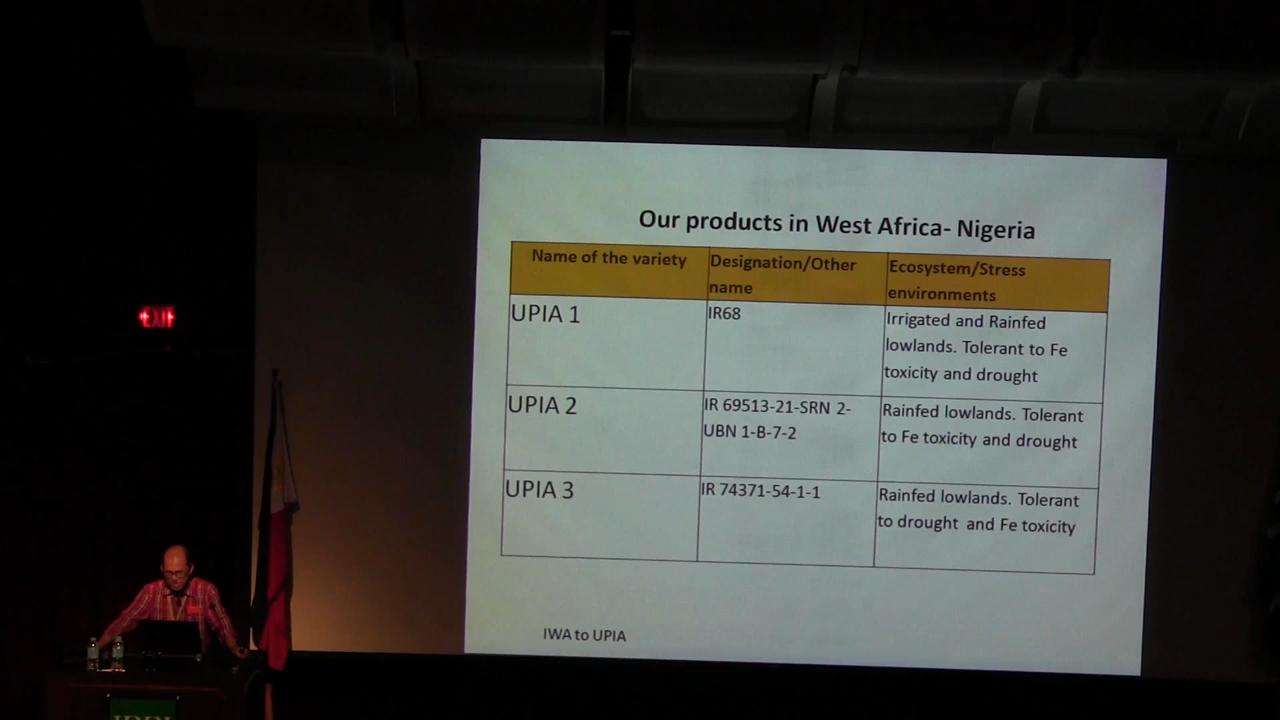 Our products in West Africa- Nigeria
Name of the variety
Designation/Other
name
Ecosystem/Stress
environments
UPIA 1
IR68
Irrigated and Rainfed
lowlands. Tolerant to Fe
toxicity and drought
UPIA 2
IR 69513-21-SRN 2-
UBN 1-B-7-2
Rainfed lowlands. Tolerant
to Fe toxicity and drought
UPIA 3
IR 74371-54-1-1
Rainfed lowlands. Tolerant
to drought and Fe toxicity
IWA to UPIA
EXIT